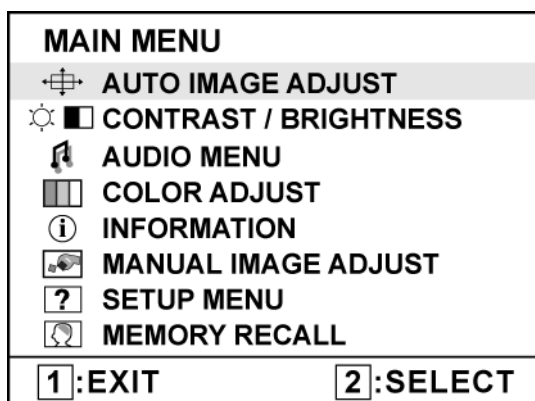 MAIN MENU
AUTO IMAGE ADJUST
CONTRAST / BRIGHTNESS
AUDIO MENU
COLOR ADJUST
i INFORMATION
MANUAL IMAGE ADJUST
? SETUP MENU
MEMORY RECALL
1:EXIT 2:SELECT